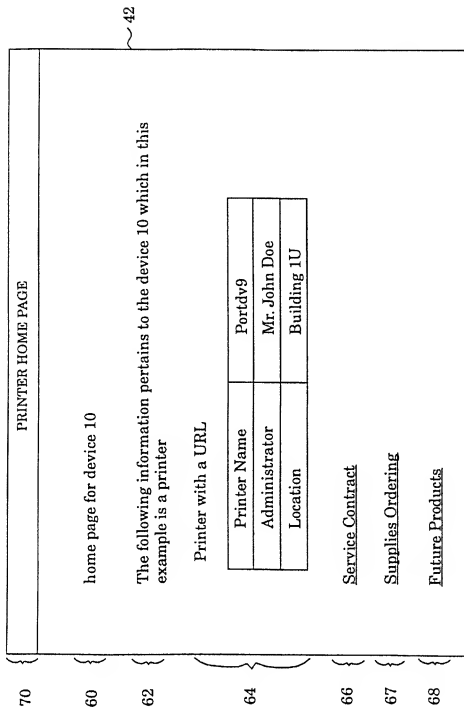 42
70
PRINTER HOME PAGE
60
home page for device 10
62
The following information pertains to the device 10 which in this
example is a printer
64
Printer with a URL
Printer Name Portdv9
Administrator Mr. John Doe
Location Building 1U
66
Service Contract
67
Supplies Ordering
68
Future Products